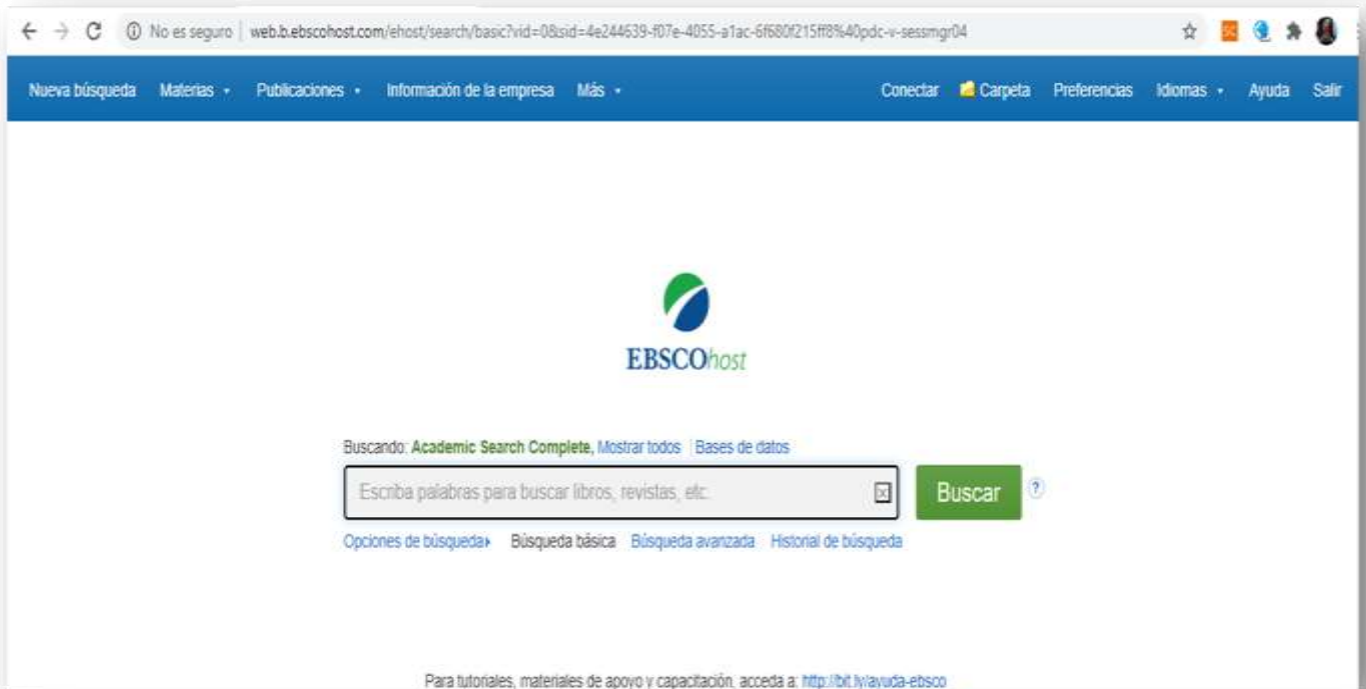 No es seguro web.b.ebscohost.com/ehost/search/basic?vid=0&sid=4e244639-f07e-4055-a1ac-6f680f215ff8%40pdc-v-sessmgr04
Nueva búsqueda Materias Publicaciones Información de la empresa Más Conectar Carpeta Preferencias Idiomas Ayuda Salir
EBSCOhost
Buscando: Academic Search Complete, Mostrar todos Bases de datos
Escriba palabras para buscar libros, revistas, etc. Buscar ?
Opciones de búsqueda Búsqueda básica Búsqueda avanzada Historial de búsqueda
Para tutoriales, materiales de apoyo y capacitación, acceda a: http://bit.ly/ayuda-ebsco